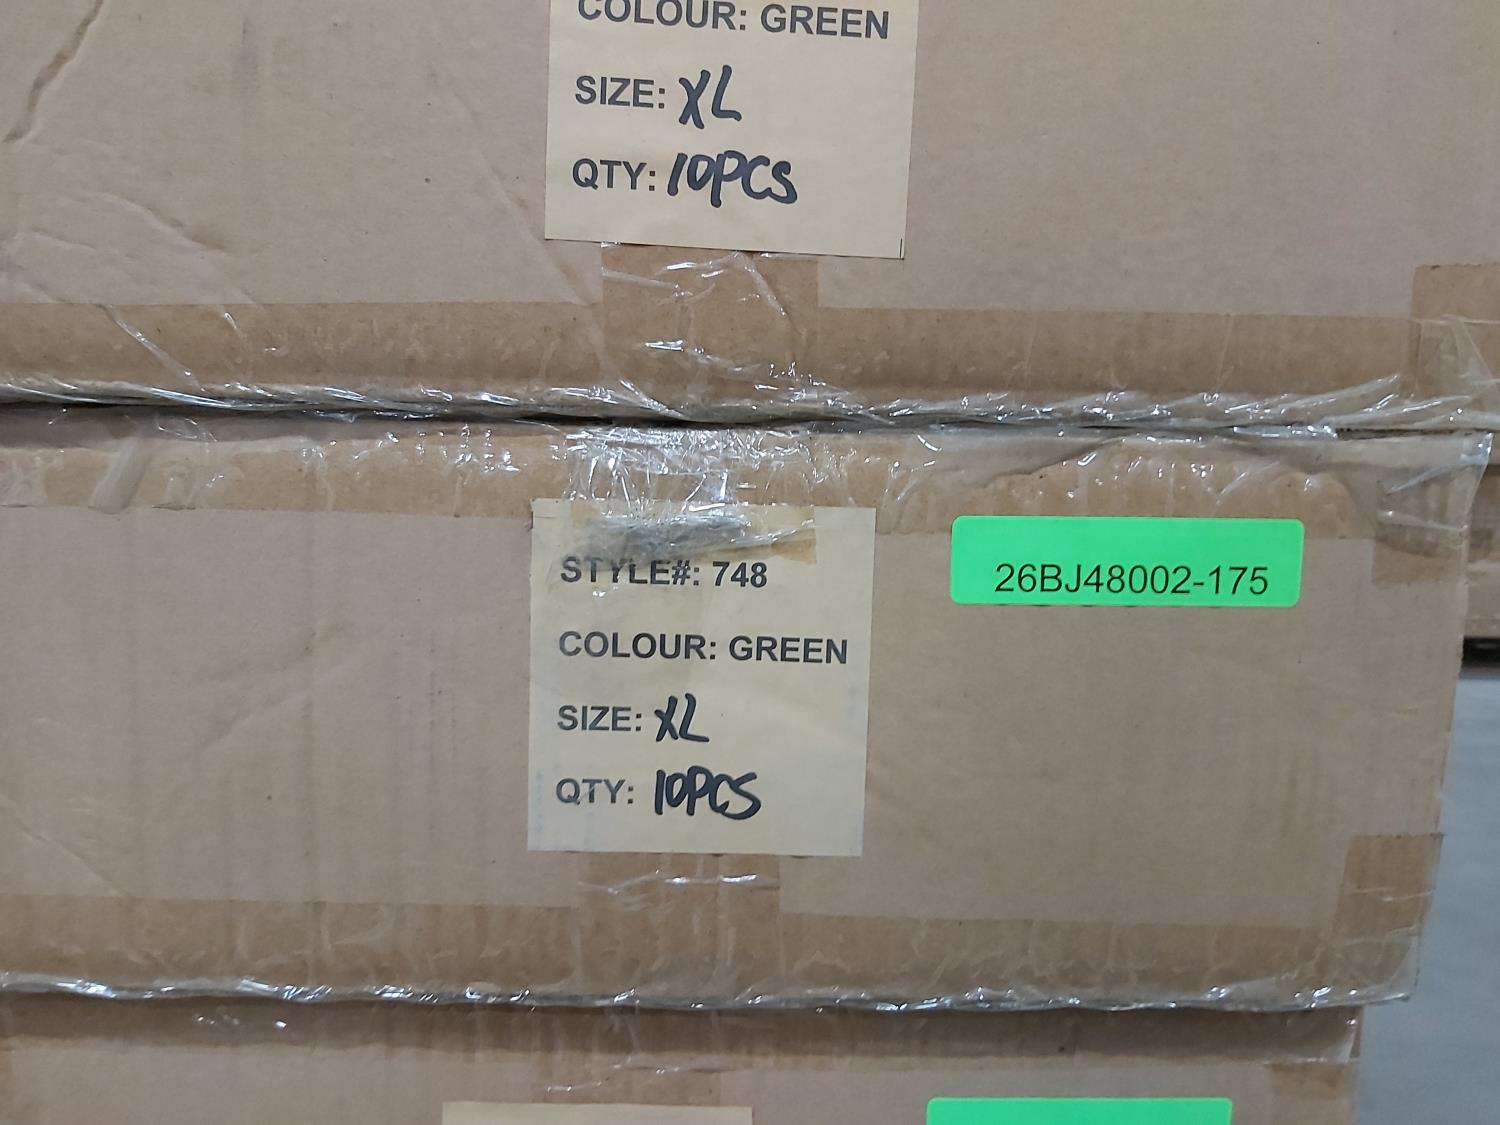 COLOUR: GREEN
SIZE: XL
QTY: 10PCS
STYLE#: 748
COLOUR: GREEN
SIZE: XL
QTY: 10PCS
26BJ48002-175